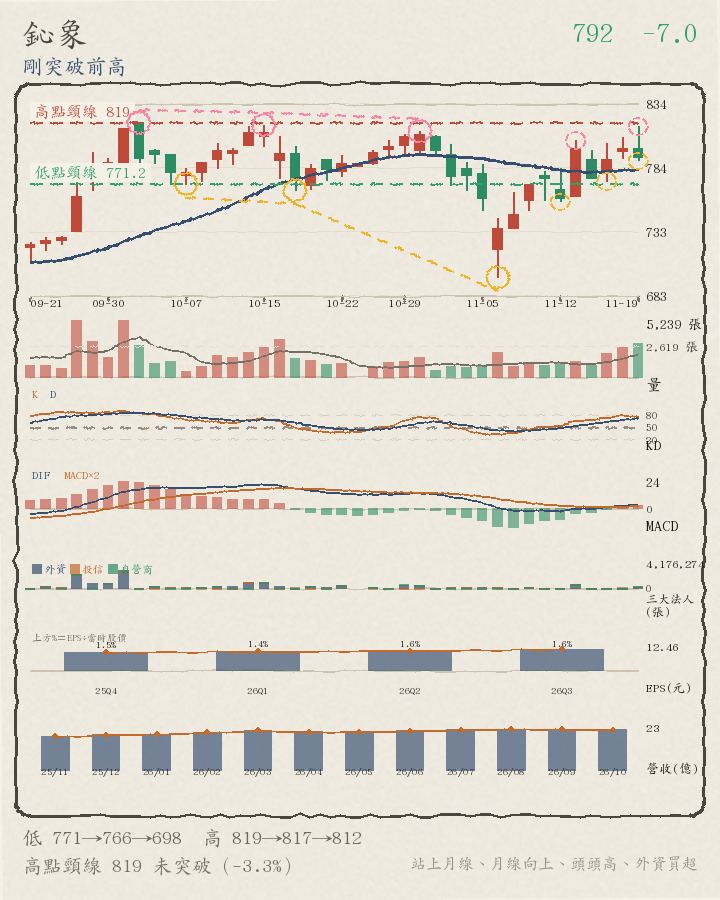 鈊象
792 -7.0
剛突破前高
高點頸線 819
低點頸線 771.2
834
784
733
683
09-21 09-30 10-07 10-15 10-22 10-29 11-05 11-12 11-19
5,239 張
2,619 張
量
K D
80
50
20
KD
DIF MACD×2
24
0
MACD
外資 投信 自營商
4,176,274
0
三大法人
(張)
上方%=EPS÷當時股價
1.5% 1.4% 1.6% 1.6%
12.46
25Q4 26Q1 26Q2 26Q3
EPS(元)
23
25/11 25/12 26/01 26/02 26/03 26/04 26/05 26/06 26/07 26/08 26/09 26/10
營收(億)
低 771→766→698 高 819→817→812
高點頸線 819 未突破 (-3.3%)
站上月線、月線向上、頭頭高、外資買超